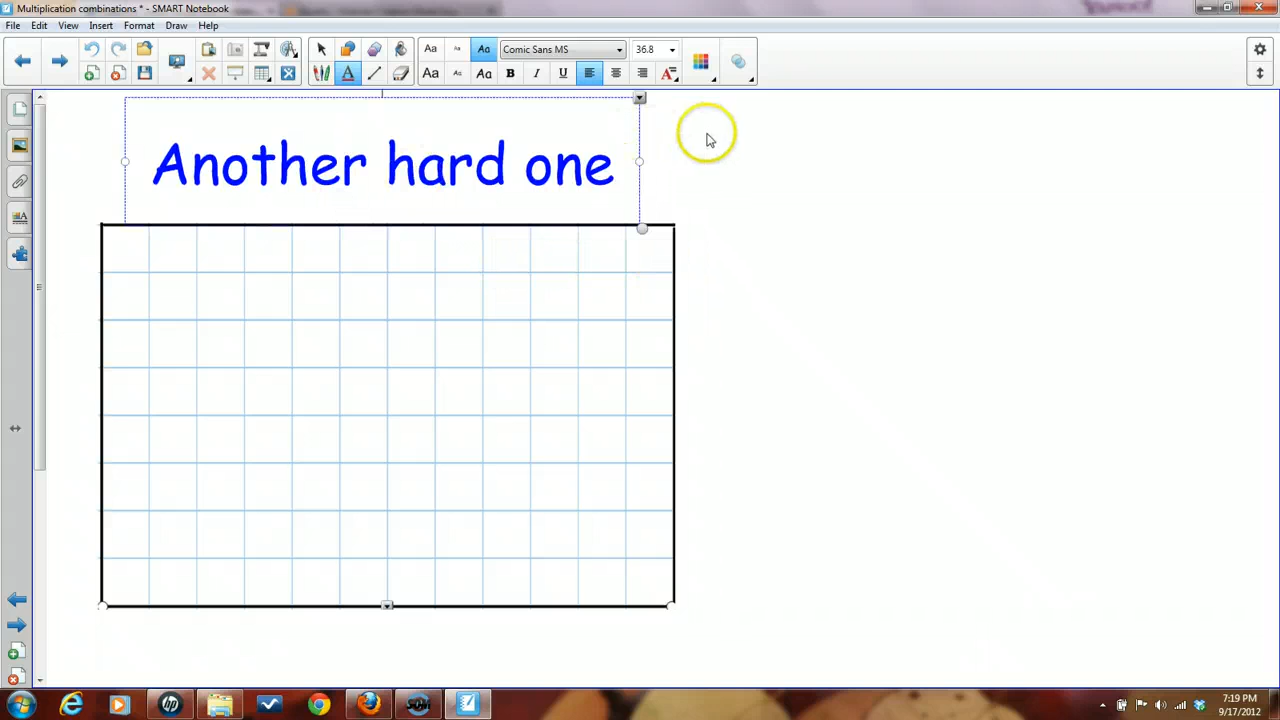 Multiplication combinations * - SMART Notebook
File Edit View Insert Format Draw Help
Comic Sans MS 36.8
Another hard one
7:19 PM
9/17/2012